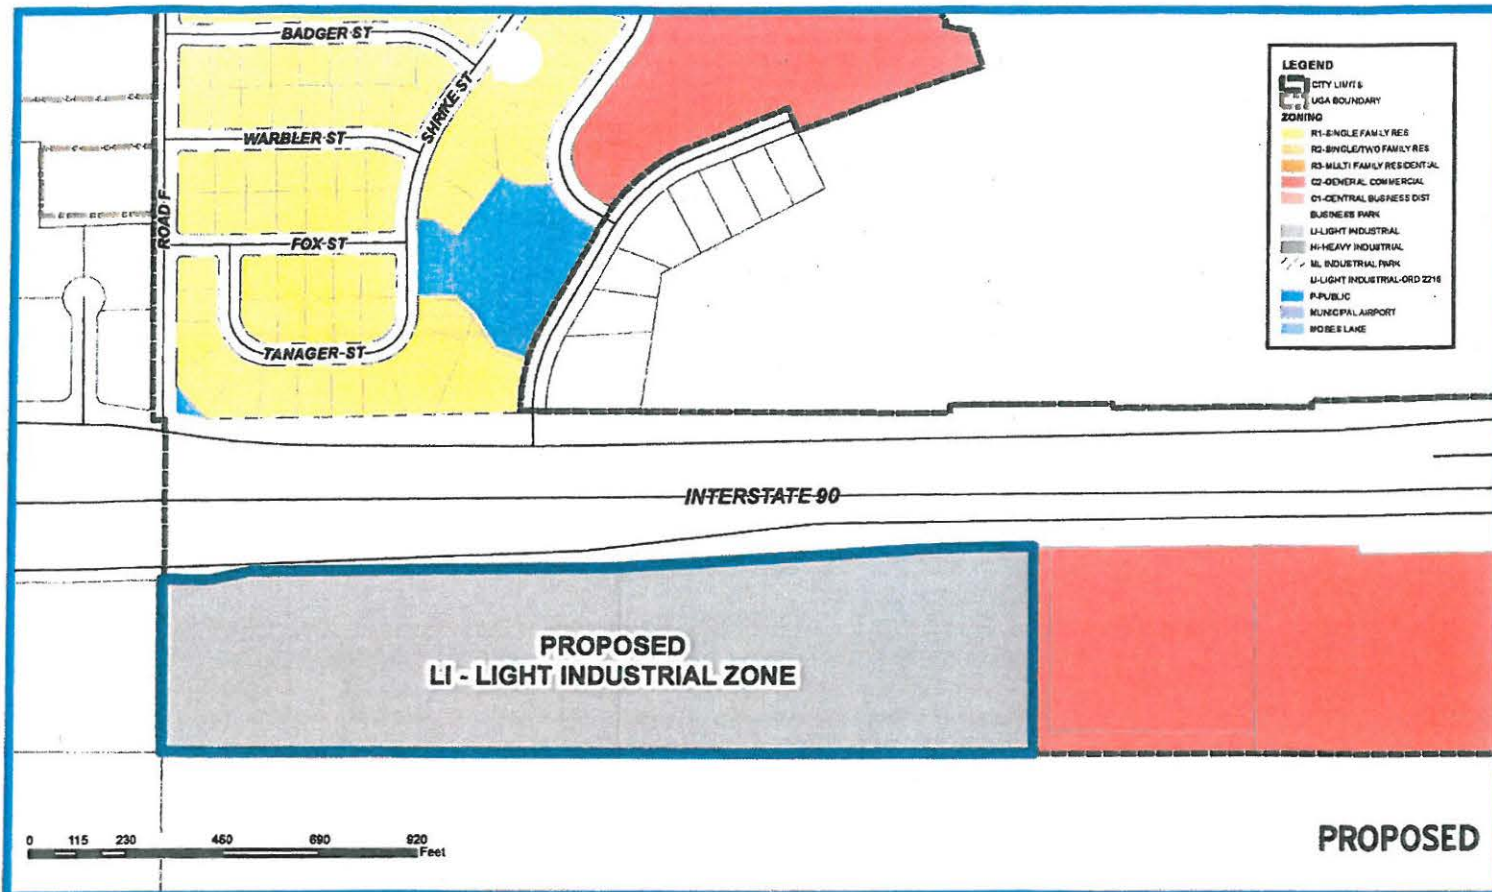 BADGER ST
SHRIKE ST
WARBLER ST
ROAD F
FOX ST
TANAGER ST
LEGEND
CITY LIMITS
UGA BOUNDARY
ZONING
R1-SINGLE FAMILY RES
R2-SINGLE/TWO FAMILY RES
R3-MULTI FAMILY RESIDENTIAL
C2-GENERAL COMMERCIAL
C1-CENTRAL BUSINESS DIST
BUSINESS PARK
LI-LIGHT INDUSTRIAL
HI-HEAVY INDUSTRIAL
ML INDUSTRIAL PARK
LI-LIGHT INDUSTRIAL-ORD 2216
P-PUBLIC
MUNICIPAL AIRPORT
MOSES LAKE
INTERSTATE 90
PROPOSED
LI - LIGHT INDUSTRIAL ZONE
0 115 230 460 690 920
Feet
PROPOSED